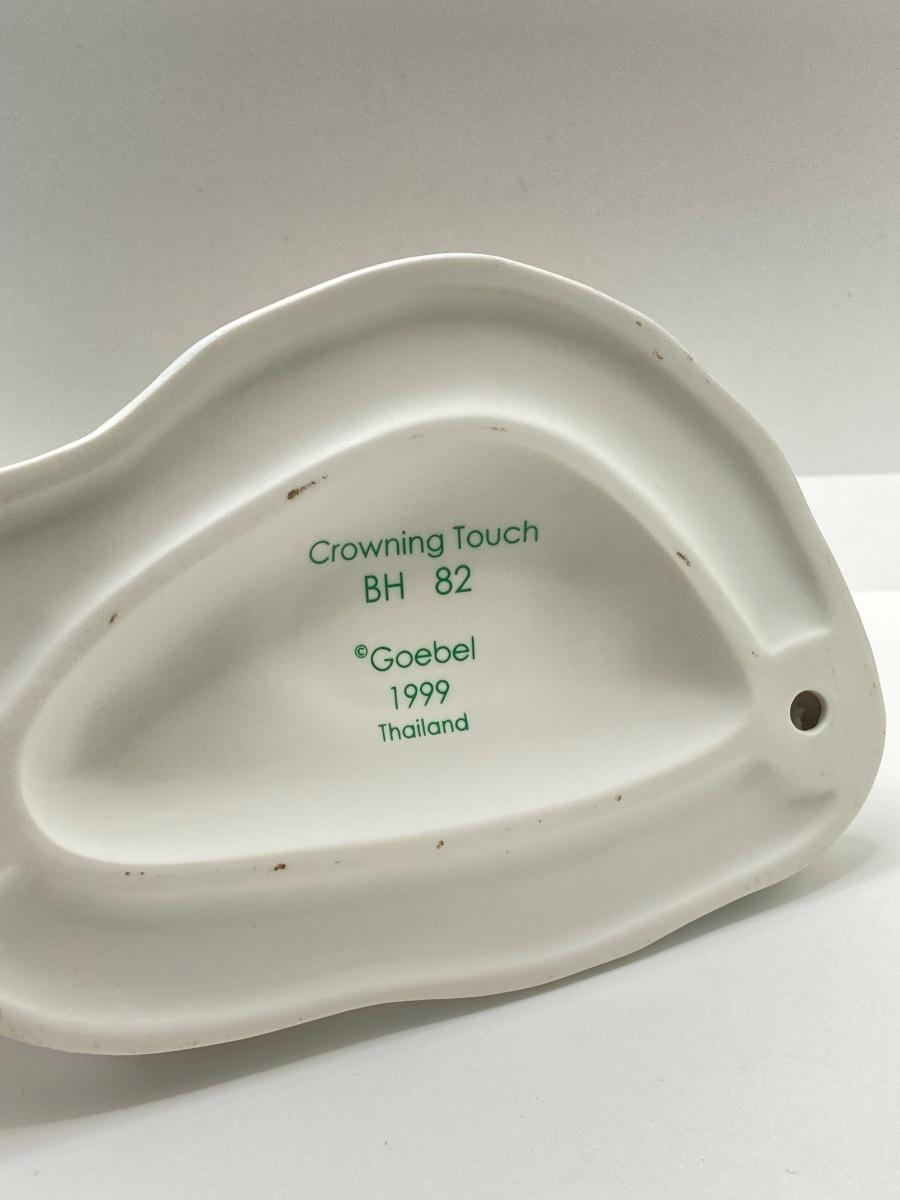 Crowning Touch
BH 82
©Goebel
1999
Thailand